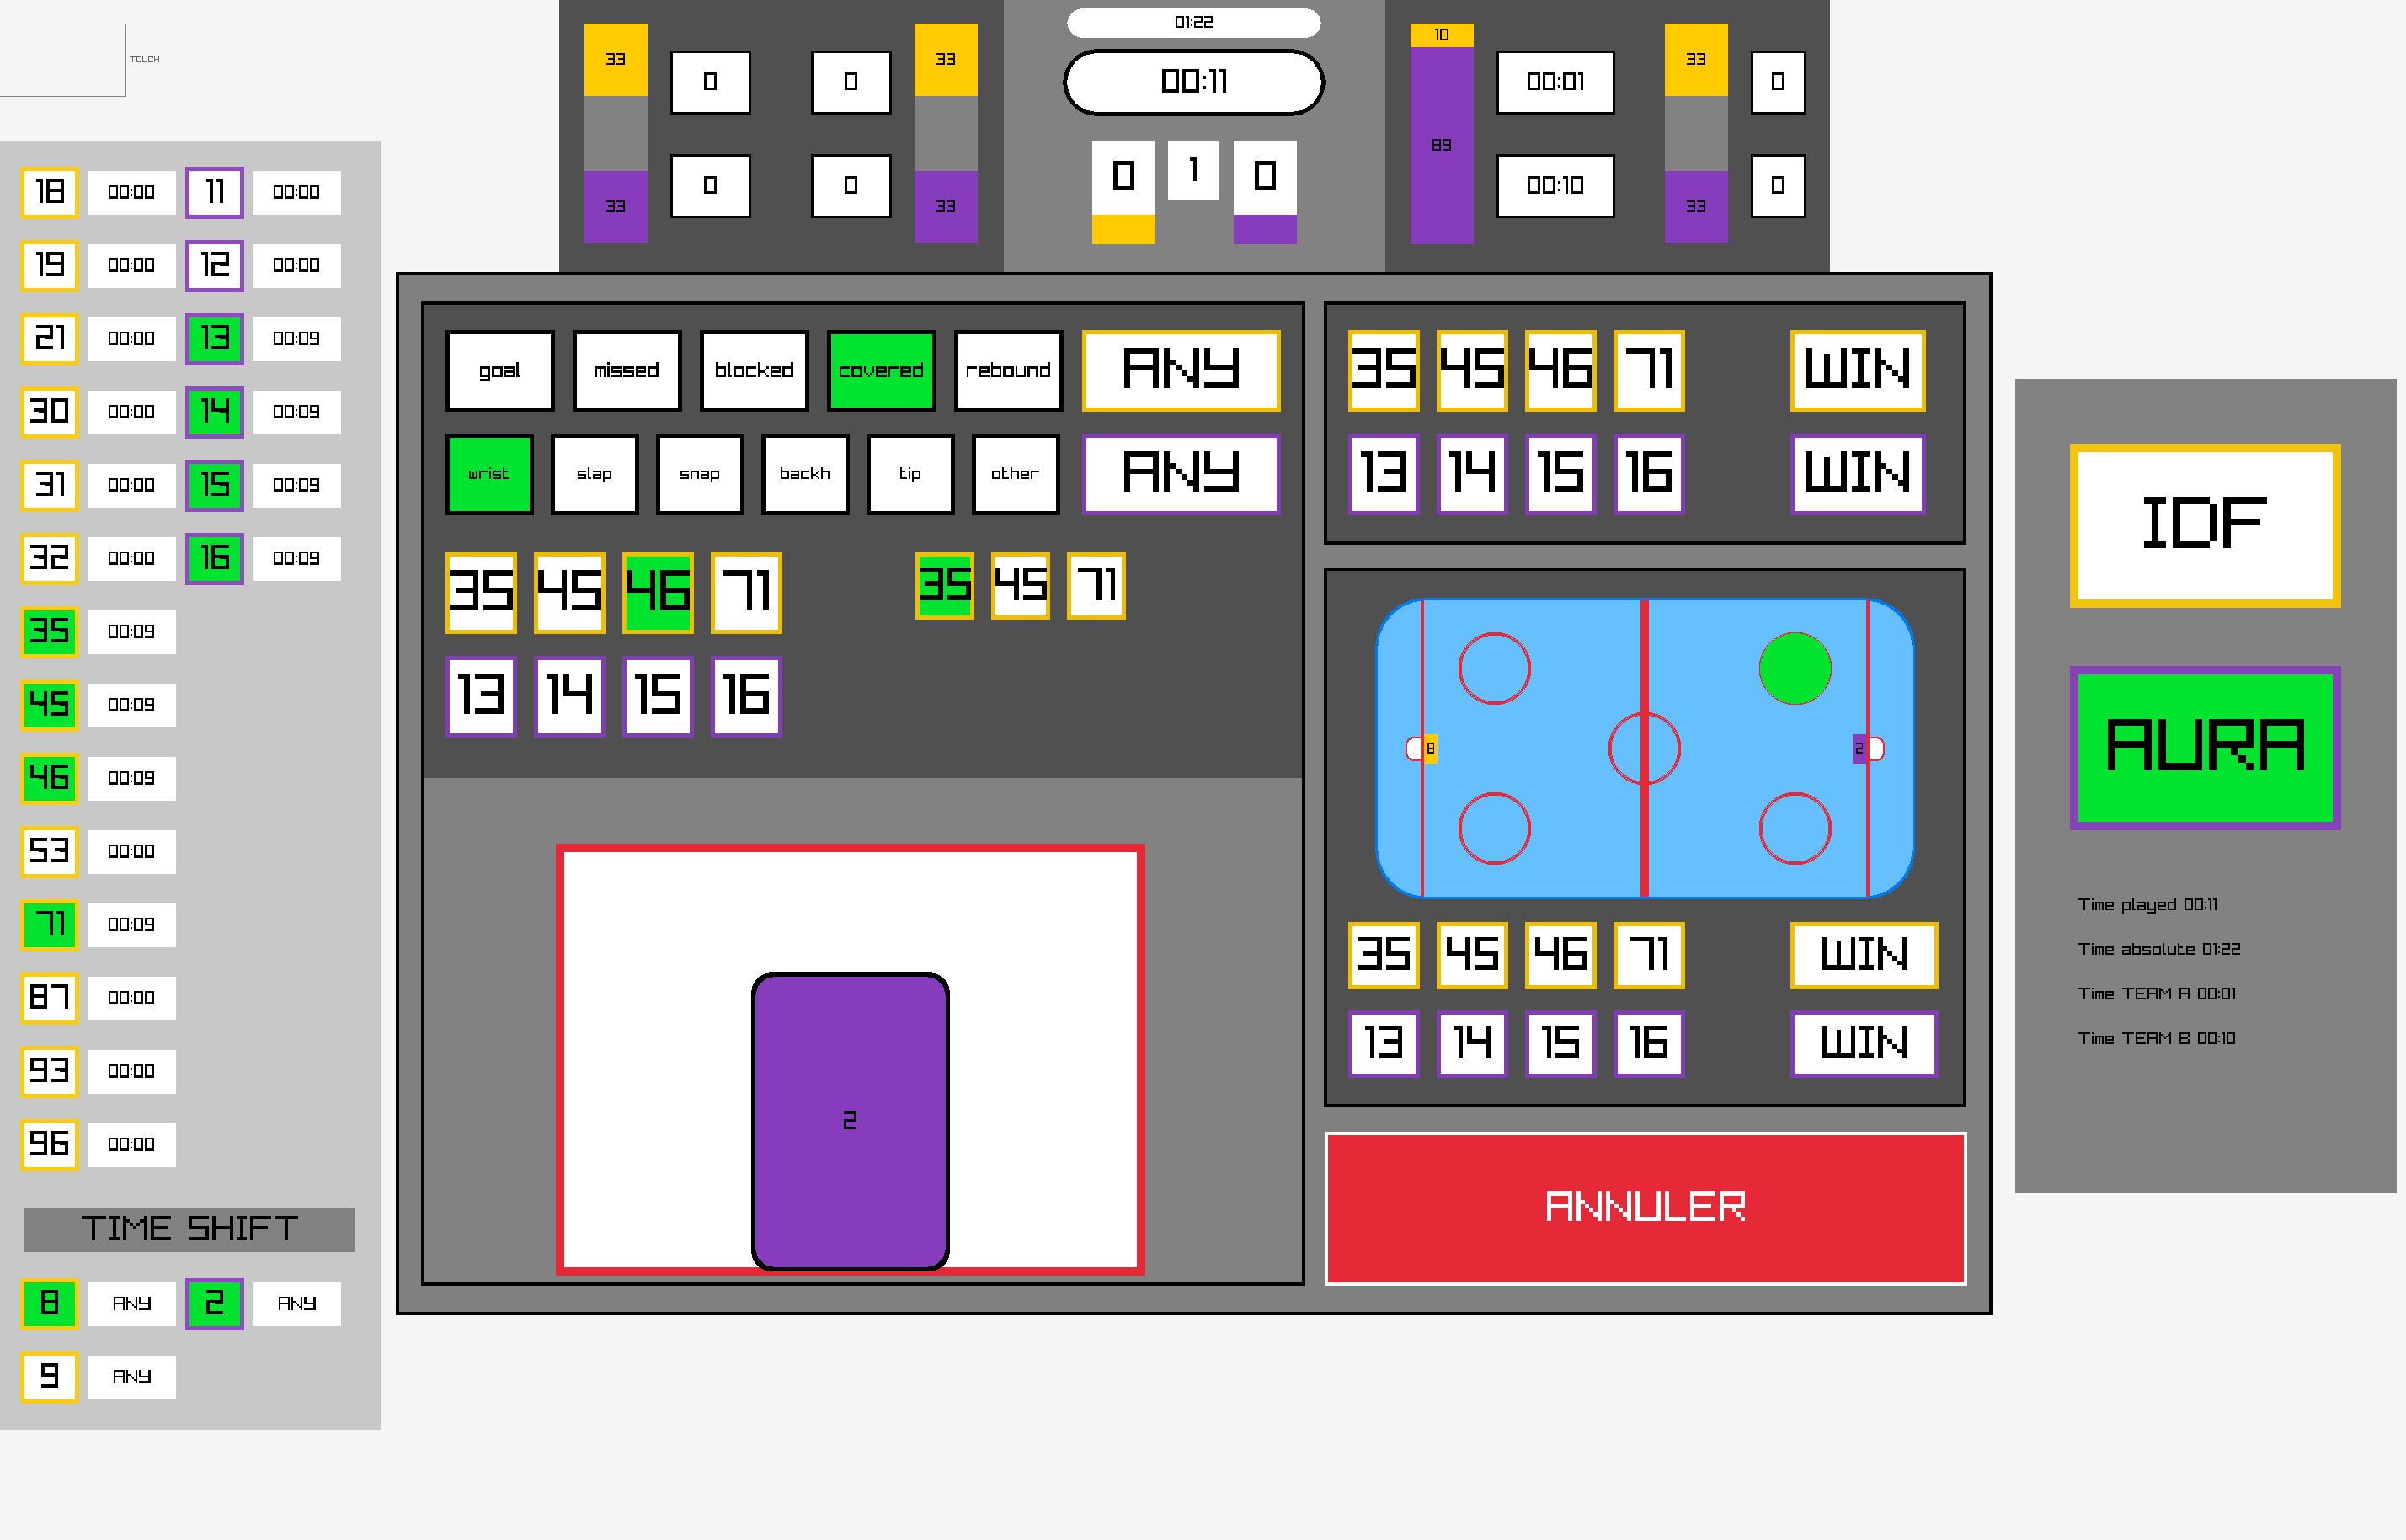 TOUCH
01:22
33 0 0 33
00:11
10 00:01 33 0
89
33 0 0 33
0 1 0
00:10 33 0
18 00:00 11 00:00
19 00:00 12 00:00
21 00:00 13 00:09
30 00:00 14 00:09
31 00:00 15 00:09
32 00:00 16 00:09
35 00:09
45 00:09
46 00:09
53 00:00
71 00:09
87 00:00
93 00:00
96 00:00
TIME SHIFT
8 ANY 2 ANY
9 ANY
goal missed blocked covered rebound ANY
wrist slap snap backh tip other ANY
35 45 46 71 35 45 71
13 14 15 16
2
35 45 46 71 WIN
13 14 15 16 WIN
8 2
35 45 46 71 WIN
13 14 15 16 WIN
ANNULER
IDF
AURA
Time played 00:11
Time absolute 01:22
Time TEAM A 00:01
Time TEAM B 00:10